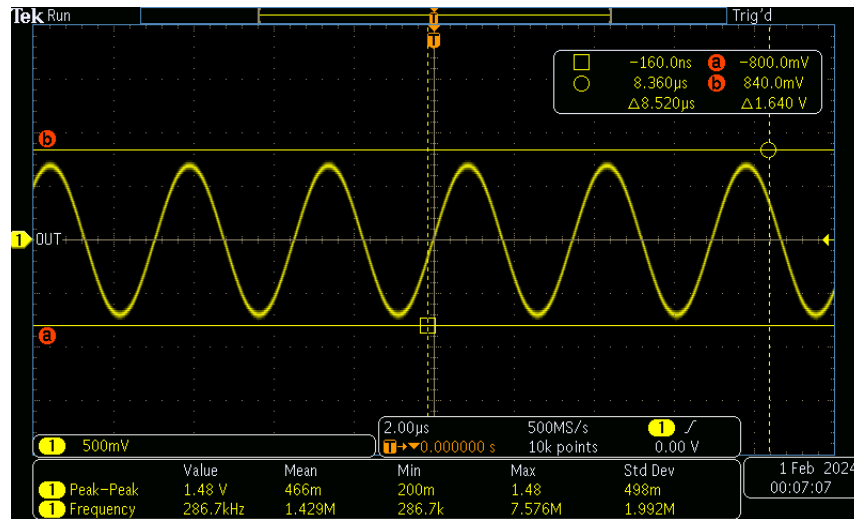 Tek Run Trig'd
T
T
-160.0ns a -800.0mV
8.360µs b 840.0mV
△8.520µs △1.640 V
b
1 OUT
a
1 500mV
2.00µs 500MS/s 1 /
T→▼0.000000 s 10k points 0.00 V
Value Mean Min Max Std Dev
1 Peak-Peak 1.48 V 466m 200m 1.48 498m
1 Frequency 286.7kHz 1.429M 286.7k 7.576M 1.992M
1 Feb 2024
00:07:07